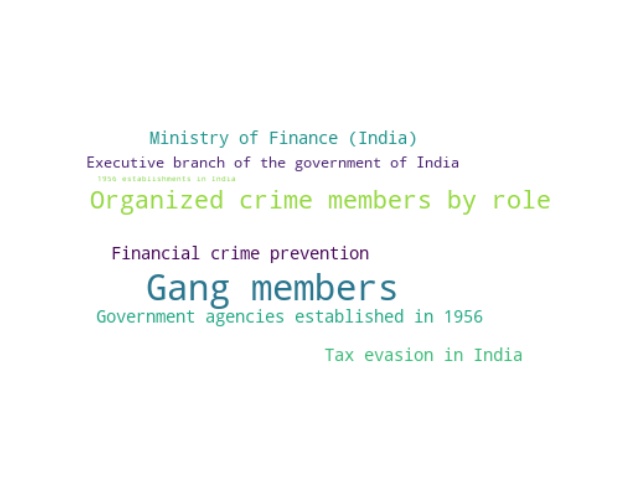 Ministry of Finance (India)
Executive branch of the government of India
1956 establishments in India
Organized crime members by role
Financial crime prevention
Gang members
Government agencies established in 1956
Tax evasion in India